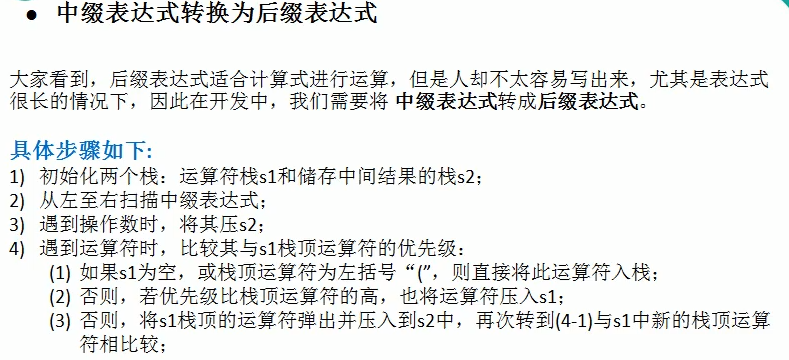 ● 中缀表达式转换为后缀表达式
大家看到，后缀表达式适合计算式进行运算，但是人却不太容易写出来，尤其是表达式
很长的情况下，因此在开发中，我们需要将 中缀表达式转成后缀表达式。
具体步骤如下:
1) 初始化两个栈：运算符栈s1和储存中间结果的栈s2；
2) 从左至右扫描中缀表达式；
3) 遇到操作数时，将其压s2；
4) 遇到运算符时，比较其与s1栈顶运算符的优先级：
(1) 如果s1为空，或栈顶运算符为左括号“(”，则直接将此运算符入栈；
(2) 否则，若优先级比栈顶运算符的高，也将运算符压入s1；
(3) 否则，将s1栈顶的运算符弹出并压入到s2中，再次转到(4-1)与s1中新的栈顶运算
符相比较；